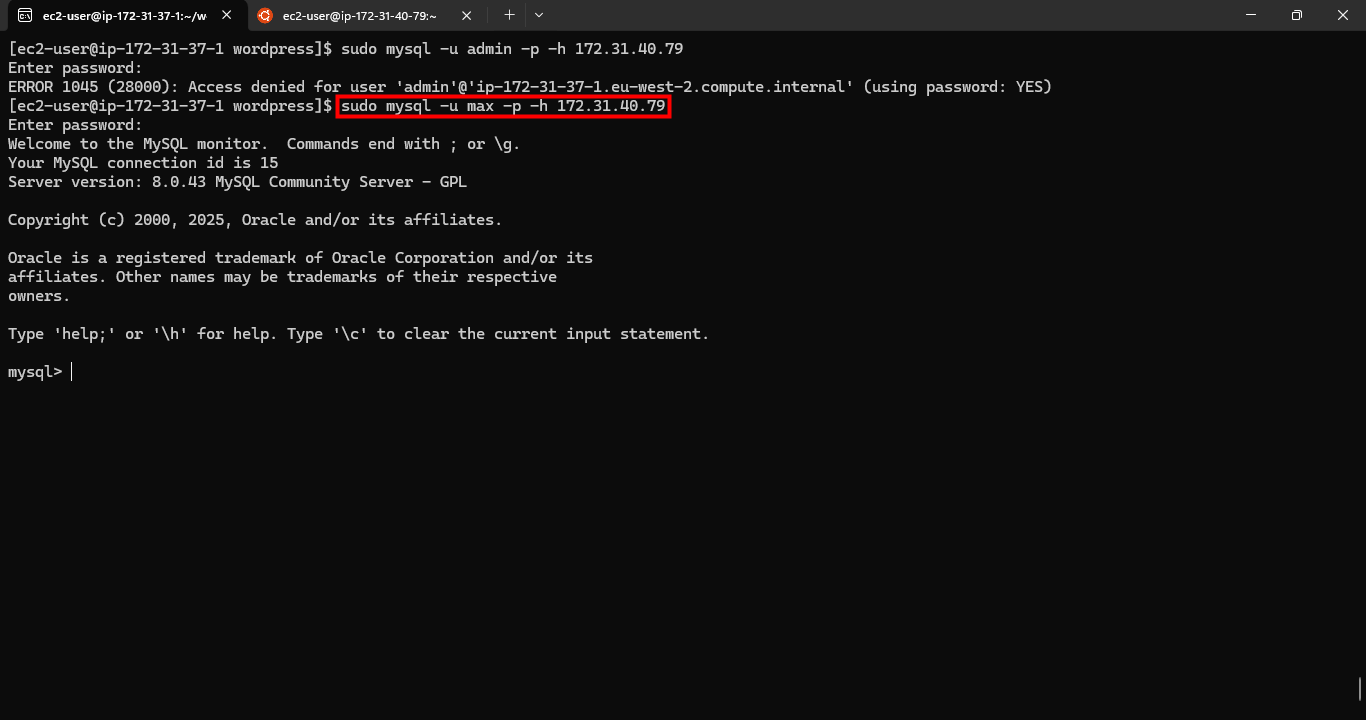 ec2-user@ip-172-31-37-1:~/w
ec2-user@ip-172-31-40-79:~
[ec2-user@ip-172-31-37-1 wordpress]$ sudo mysql -u admin -p -h 172.31.40.79
Enter password:
ERROR 1045 (28000): Access denied for user 'admin'@'ip-172-31-37-1.eu-west-2.compute.internal' (using password: YES)
[ec2-user@ip-172-31-37-1 wordpress]$ sudo mysql -u max -p -h 172.31.40.79
Enter password:
Welcome to the MySQL monitor.  Commands end with ; or \g.
Your MySQL connection id is 15
Server version: 8.0.43 MySQL Community Server - GPL
Copyright (c) 2000, 2025, Oracle and/or its affiliates.
Oracle is a registered trademark of Oracle Corporation and/or its
affiliates. Other names may be trademarks of their respective
owners.
Type 'help;' or '\h' for help. Type '\c' to clear the current input statement.
mysql>